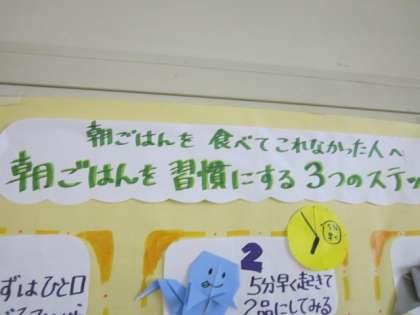 朝ごはんを 食べてこれなかった人へ
朝ごはんを習慣にする3つのステッ
ずはひと口
2
5分早く起きて
2品にしてみる